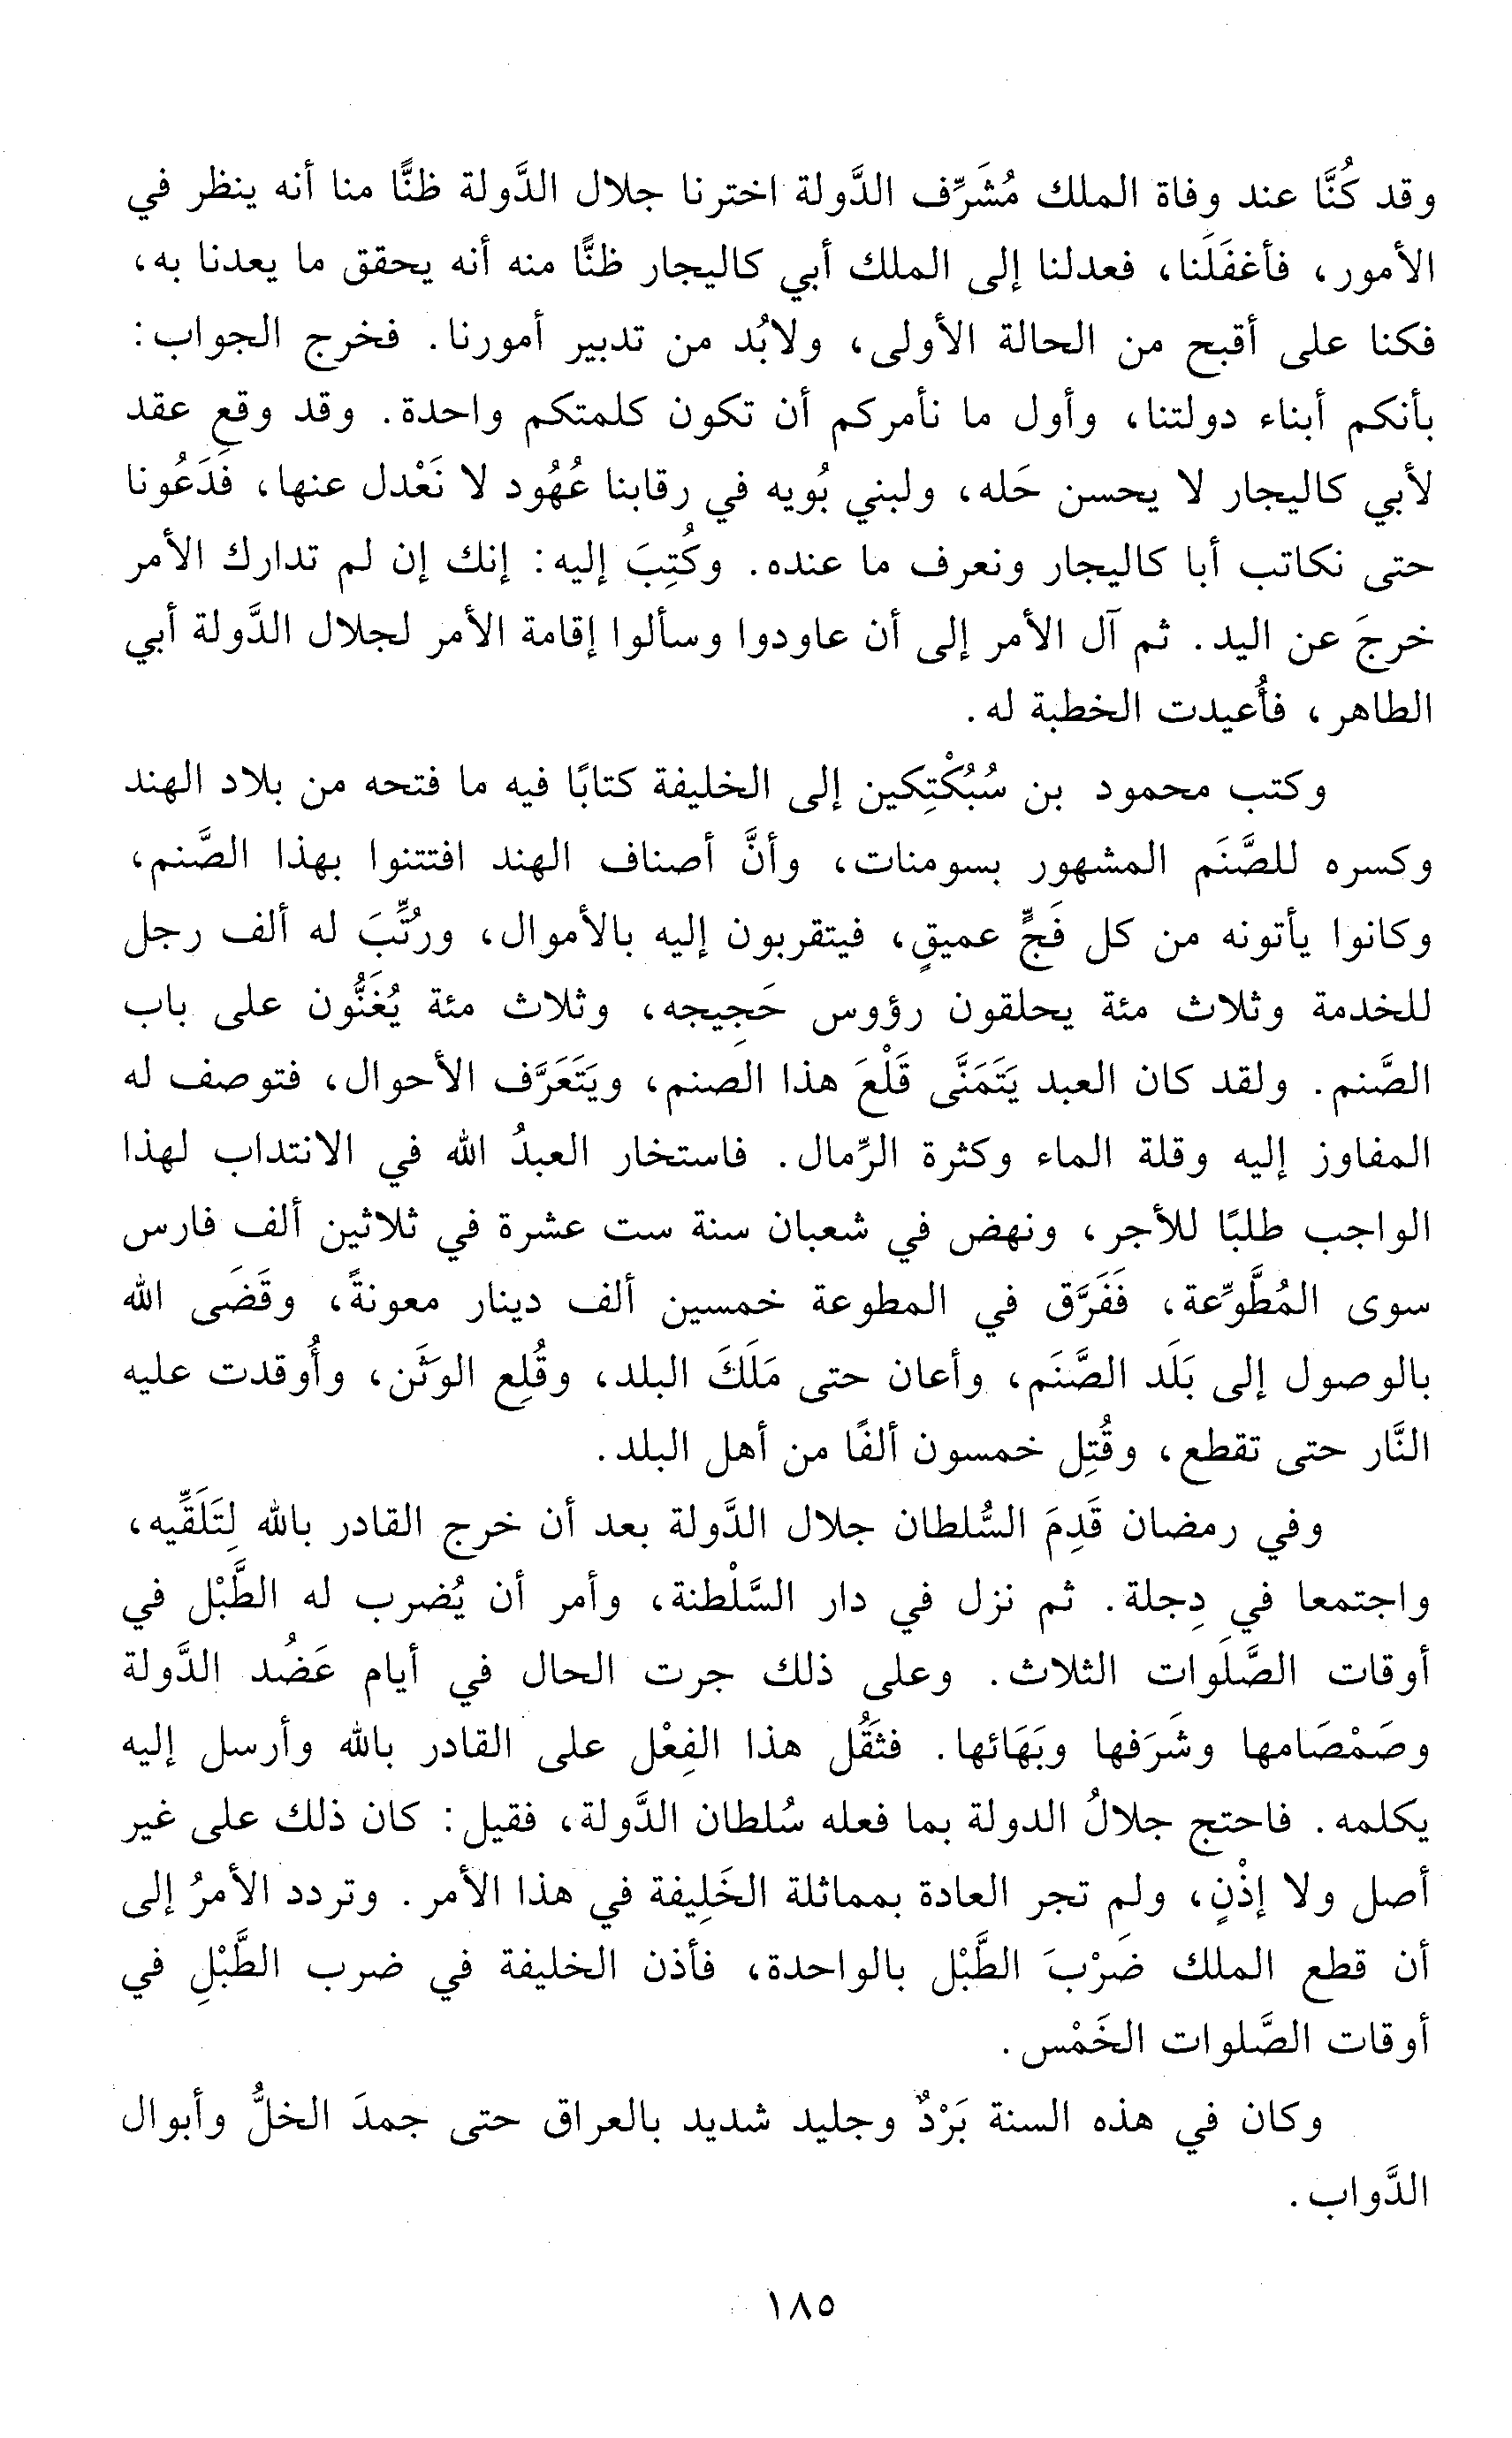 وقد كُنَّا عند وفاة الملك مُشَرِّف الدَّولة اخترنا جلال الدَّولة ظنًّا منا أنه ينظر في
الأمور، فأغفَلَنا، فعدلنا إلى الملك أبي كاليجار ظنًّا منه أنه يحقق ما يعدنا به،
فكنا على أقبح من الحالة الأولى، ولابُد من تدبير أمورنا. فخرج الجواب:
بأنكم أبناء دولتنا، وأول ما نأمركم أن تكون كلمتكم واحدة. وقد وقع عقد
لأبي كاليجار لا يحسن حَله، ولبني بُويه في رقابنا عُهُود لا نَعْدل عنها، فَدَعُونا
حتى نكاتب أبا كاليجار ونعرف ما عنده. وكُتِبَ إليه: إنك إن لم تدارك الأمر
خرجَ عن اليد. ثم آل الأمر إلى أن عاودوا وسألوا إقامة الأمر لجلال الدَّولة أبي
الطاهر، فأُعيدت الخطبة له.
وكتب محمود بن سُبُكْتِكين إلى الخليفة كتابًا فيه ما فتحه من بلاد الهند
وكسره للصَّنَم المشهور بسومنات، وأنَّ أصناف الهند افتتنوا بهذا الصَّنم،
وكانوا يأتونه من كل فَجٍّ عميقٍ، فيتقربون إليه بالأموال، ورُتِّبَ له ألف رجل
للخدمة وثلاث مئة يحلقون رؤوس حَجِيجه، وثلاث مئة يُغَنُّون على باب
الصَّنم. ولقد كان العبد يَتَمَنَّى قَلْعَ هذا الصنم، ويَتَعَرَّف الأحوال، فتوصف له
المفاوز إليه وقلة الماء وكثرة الرِّمال. فاستخار العبدُ الله في الانتداب لهذا
الواجب طلبًا للأجر، ونهض في شعبان سنة ست عشرة في ثلاثين ألف فارس
سوى المُطَّوِّعة، فَفَرَّق في المطوعة خمسين ألف دينار معونةً، وقَضَى الله
بالوصول إلى بَلَد الصَّنَم، وأعان حتى مَلَكَ البلد، وقُلِع الوَثَن، وأُوقدت عليه
النَّار حتى تقطع، وقُتِل خمسون ألفًا من أهل البلد.
وفي رمضان قَدِمَ السُّلطان جلال الدَّولة بعد أن خرج القادر بالله لِتَلَقِّيه،
واجتمعا في دِجلة. ثم نزل في دار السَّلْطنة، وأمر أن يُضرب له الطَّبْل في
أوقات الصَّلَوات الثلاث. وعلى ذلك جرت الحال في أيام عَضُد الدَّولة
وصَمْصَامها وشَرَفها وبَهَائها. فثَقُل هذا الفِعْل على القادر بالله وأرسل إليه
يكلمه. فاحتج جلالُ الدولة بما فعله سُلطان الدَّولة، فقيل: كان ذلك على غير
أصل ولا إذْنٍ، ولم تجر العادة بمماثلة الخَلِيفة في هذا الأمر. وتردد الأمرُ إلى
أن قطع الملك ضَرْبَ الطَّبْل بالواحدة، فأذن الخليفة في ضرب الطَّبْلِ في
أوقات الصَّلوات الخَمْس.
وكان في هذه السنة بَرْدٌ وجليد شديد بالعراق حتى جمدَ الخلُّ وأبوال
الدَّواب.
١٨٥